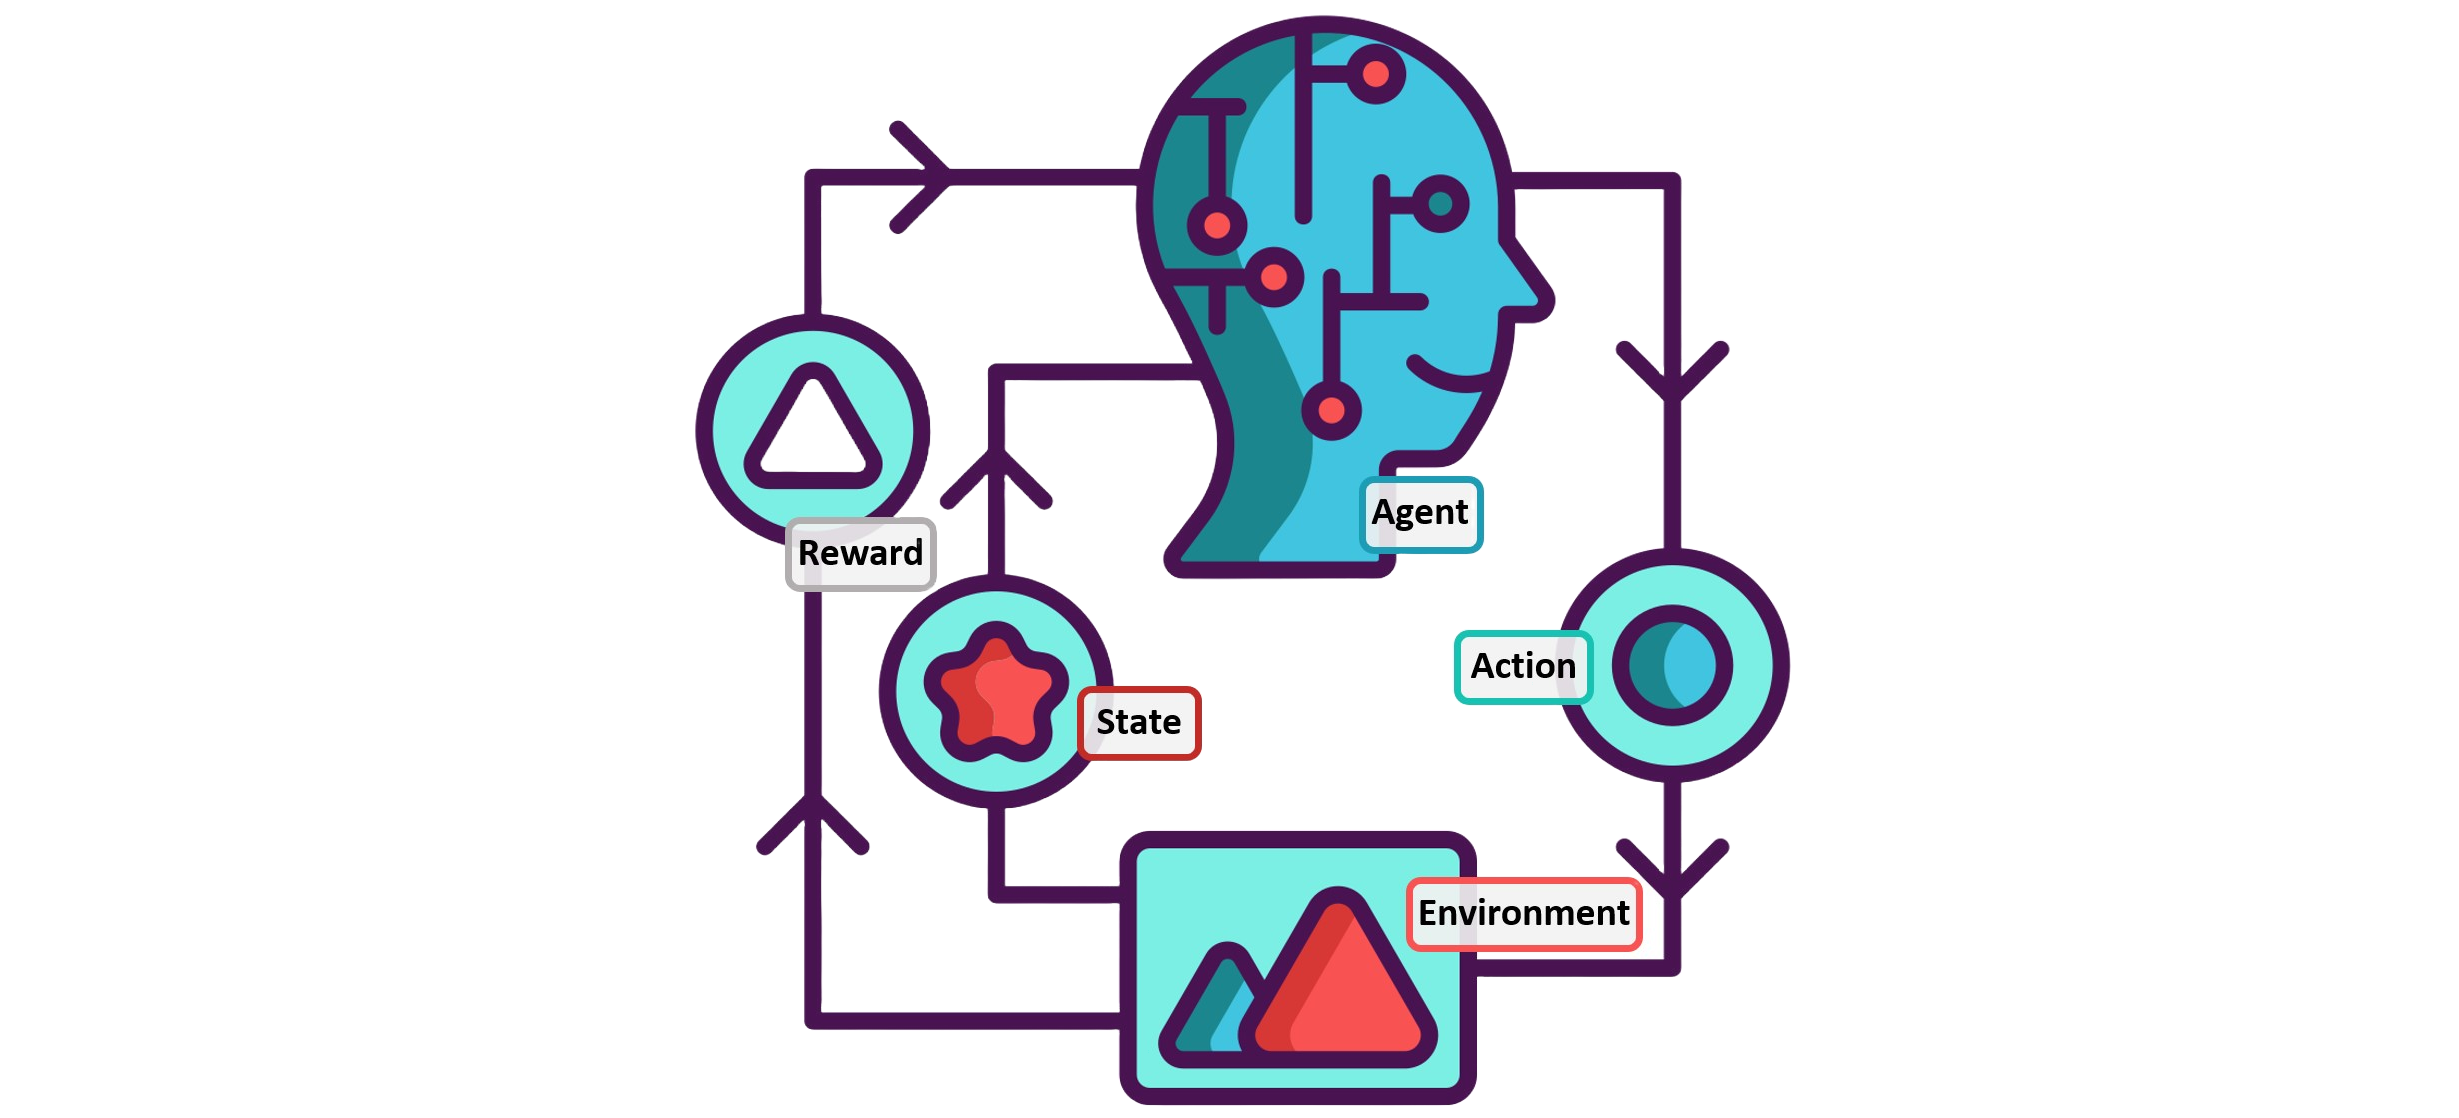 Agent
Reward
Action
State
Environment